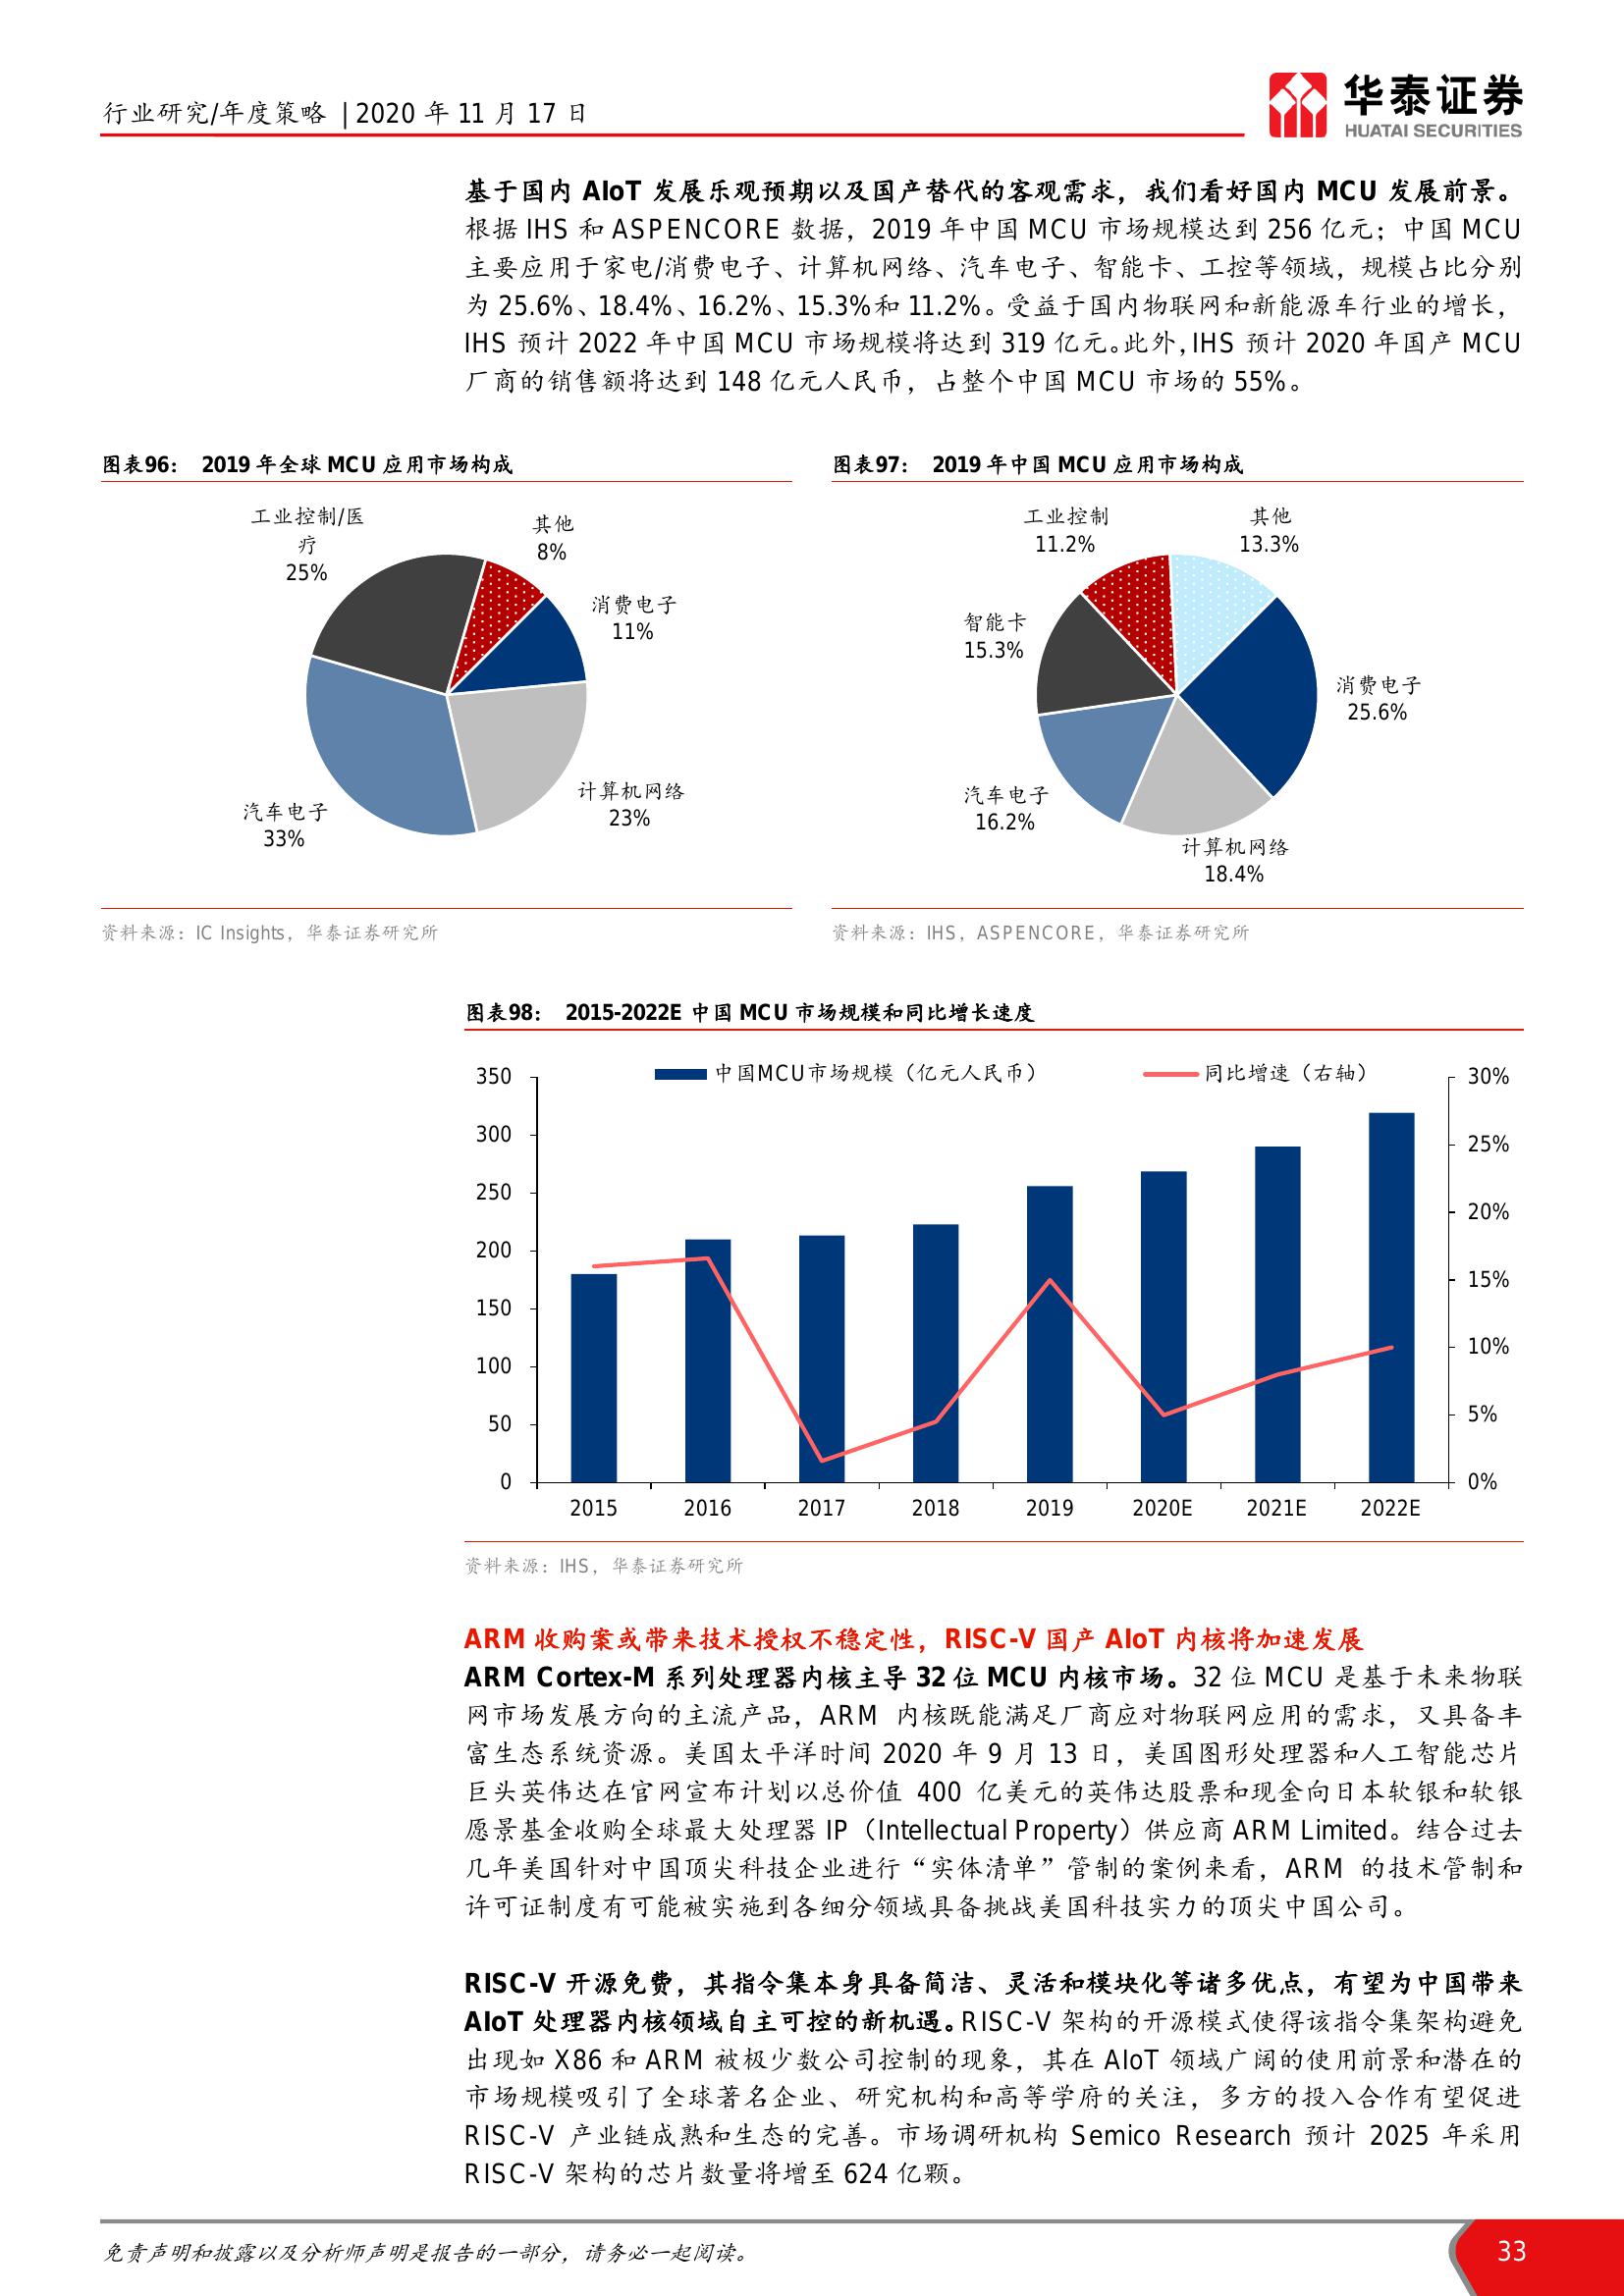 行业研究/年度策略 | 2020 年 11 月 17 日
华泰证券
HUATAI SECURITIES
基于国内 AIoT 发展乐观预期以及国产替代的客观需求，我们看好国内 MCU 发展前景。
根据 IHS 和 ASPENCORE 数据，2019 年中国 MCU 市场规模达到 256 亿元；中国 MCU
主要应用于家电/消费电子、计算机网络、汽车电子、智能卡、工控等领域，规模占比分别
为 25.6%、18.4%、16.2%、15.3%和 11.2%。受益于国内物联网和新能源车行业的增长，
IHS 预计 2022 年中国 MCU 市场规模将达到 319 亿元。此外，IHS 预计 2020 年国产 MCU
厂商的销售额将达到 148 亿元人民币，占整个中国 MCU 市场的 55%。
图表96： 2019 年全球 MCU 应用市场构成
工业控制/医
疗
25%
其他
8%
消费电子
11%
计算机网络
23%
汽车电子
33%
资料来源：IC Insights，华泰证券研究所
图表97： 2019 年中国 MCU 应用市场构成
工业控制
11.2%
其他
13.3%
智能卡
15.3%
消费电子
25.6%
汽车电子
16.2%
计算机网络
18.4%
资料来源：IHS，ASPENCORE，华泰证券研究所
图表98： 2015-2022E 中国 MCU 市场规模和同比增长速度
中国MCU市场规模（亿元人民币）
同比增速（右轴）
350
300
250
200
150
100
50
0
30%
25%
20%
15%
10%
5%
0%
2015 2016 2017 2018 2019 2020E 2021E 2022E
资料来源：IHS，华泰证券研究所
ARM 收购案或带来技术授权不稳定性，RISC-V 国产 AIoT 内核将加速发展
ARM Cortex-M 系列处理器内核主导 32 位 MCU 内核市场。32 位 MCU 是基于未来物联
网市场发展方向的主流产品，ARM 内核既能满足厂商应对物联网应用的需求，又具备丰
富生态系统资源。美国太平洋时间 2020 年 9 月 13 日，美国图形处理器和人工智能芯片
巨头英伟达在官网宣布计划以总价值 400 亿美元的英伟达股票和现金向日本软银和软银
愿景基金收购全球最大处理器 IP（Intellectual Property）供应商 ARM Limited。结合过去
几年美国针对中国顶尖科技企业进行“实体清单”管制的案例来看，ARM 的技术管制和
许可证制度有可能被实施到各细分领域具备挑战美国科技实力的顶尖中国公司。
RISC-V 开源免费，其指令集本身具备简洁、灵活和模块化等诸多优点，有望为中国带来
AIoT 处理器内核领域自主可控的新机遇。RISC-V 架构的开源模式使得该指令集架构避免
出现如 X86 和 ARM 被极少数公司控制的现象，其在 AIoT 领域广阔的使用前景和潜在的
市场规模吸引了全球著名企业、研究机构和高等学府的关注，多方的投入合作有望促进
RISC-V 产业链成熟和生态的完善。市场调研机构 Semico Research 预计 2025 年采用
RISC-V 架构的芯片数量将增至 624 亿颗。
免责声明和披露以及分析师声明是报告的一部分，请务必一起阅读。
33